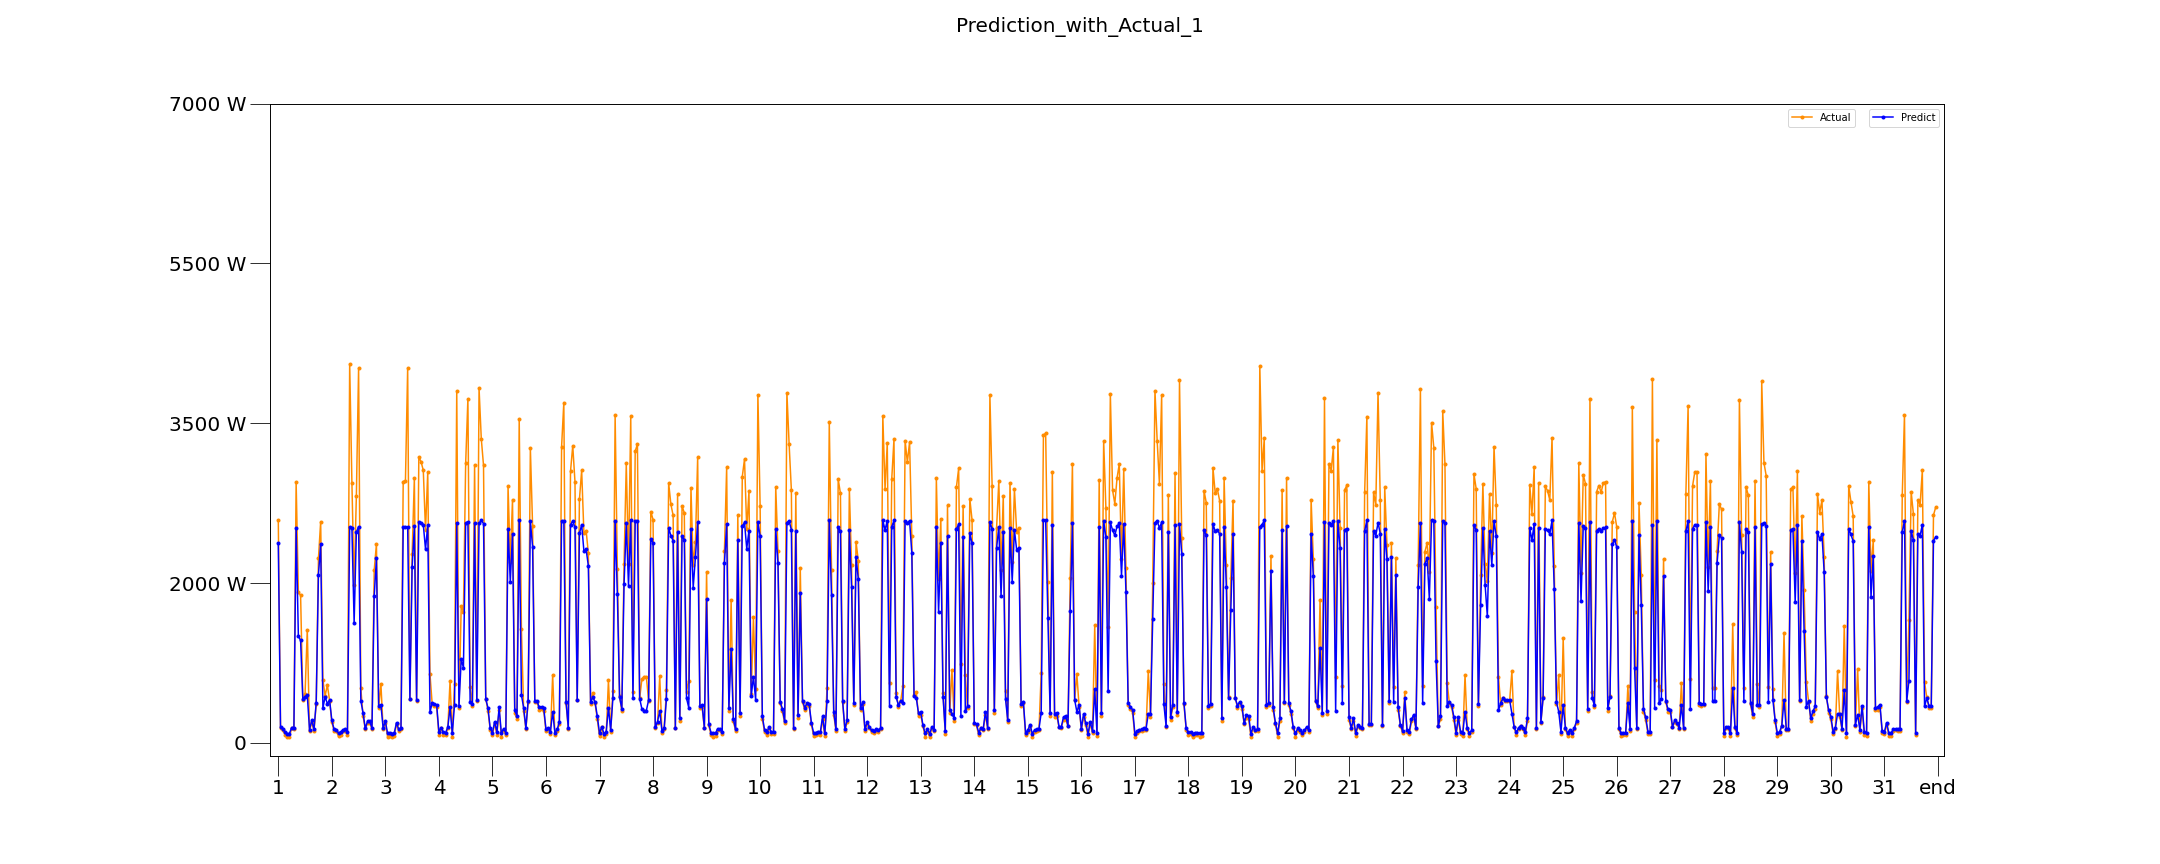 Prediction_with_Actual_1
7000 W
Actual Predict
5500 W
3500 W
2000 W
0
1 2 3 4 5 6 7 8 9 10 11 12 13 14 15 16 17 18 19 20 21 22 23 24 25 26 27 28 29 30 31 end